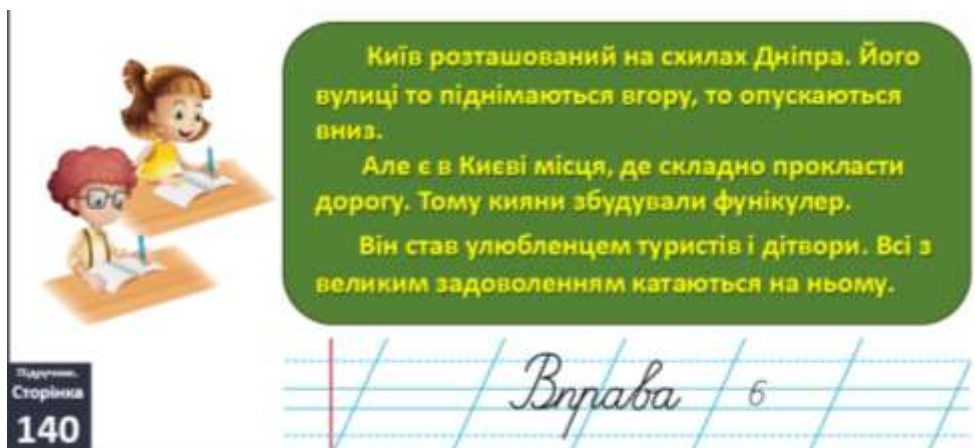 Київ розташований на схилах Дніпра. Його
вулиці то піднімаються вгору, то опускаються
вниз.
Але є в Києві місця, де складно прокласти
дорогу. Тому кияни збудували фунікулер.
Він став улюбленцем туристів і дітвори. Всі з
великим задоволенням катаються на ньому.
Підручник.
Сторінка
140
Вправа 6